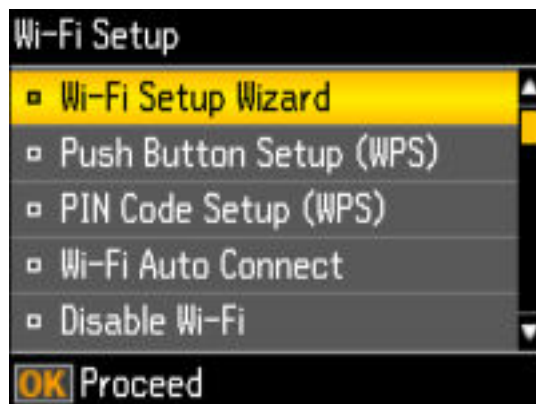 Wi-Fi Setup
Wi-Fi Setup Wizard
Push Button Setup (WPS)
PIN Code Setup (WPS)
Wi-Fi Auto Connect
Disable Wi-Fi
OK Proceed